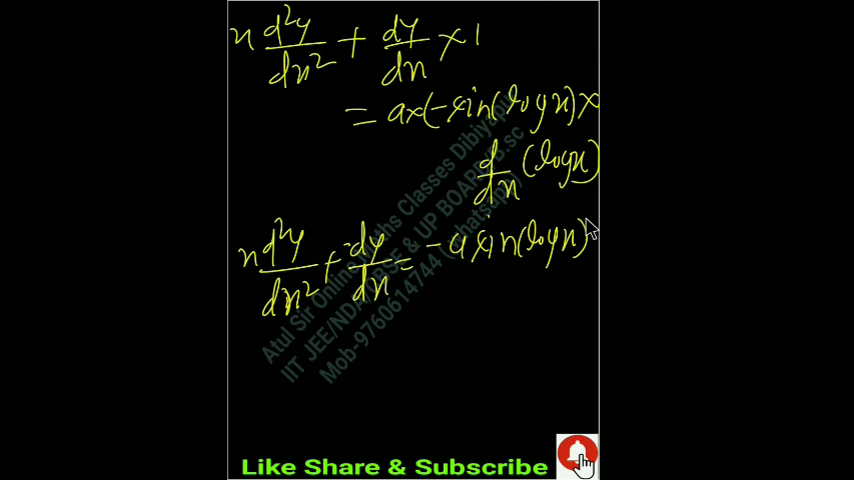 x d²y/dx² + dy/dx × 1
= a×(-sin(log x)×
d/dx (log x)
x d²y/dx² + dy/dx = -a sin(log x)
Atul Sir Online Maths Classes Dibiyapur
IIT JEE/NDA/CBSE & UP BOARD/B.sc
Mob-9760614744 (whatsapp)
Like Share & Subscribe